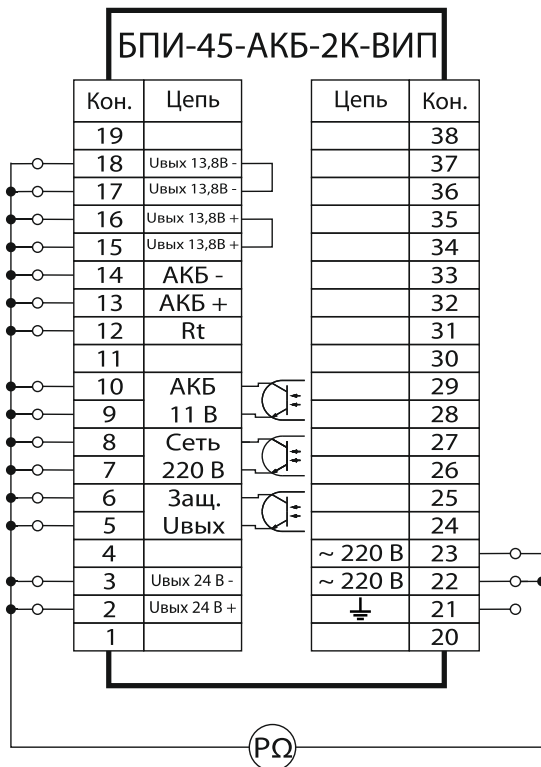 БПИ-45-АКБ-2К-ВИП
Кон. Цепь Цепь Кон.
19 38
18 Uвых 13,8В - 37
17 Uвых 13,8В - 36
16 Uвых 13,8В + 35
15 Uвых 13,8В + 34
14 АКБ - 33
13 АКБ + 32
12 Rt 31
11 30
10 АКБ 29
9 11 В 28
8 Сеть 27
7 220 В 26
6 Защ. 25
5 Uвых 24
4 ~ 220 В 23
3 Uвых 24 В - ~ 220 В 22
2 Uвых 24 В + 21
1 20
PΩ